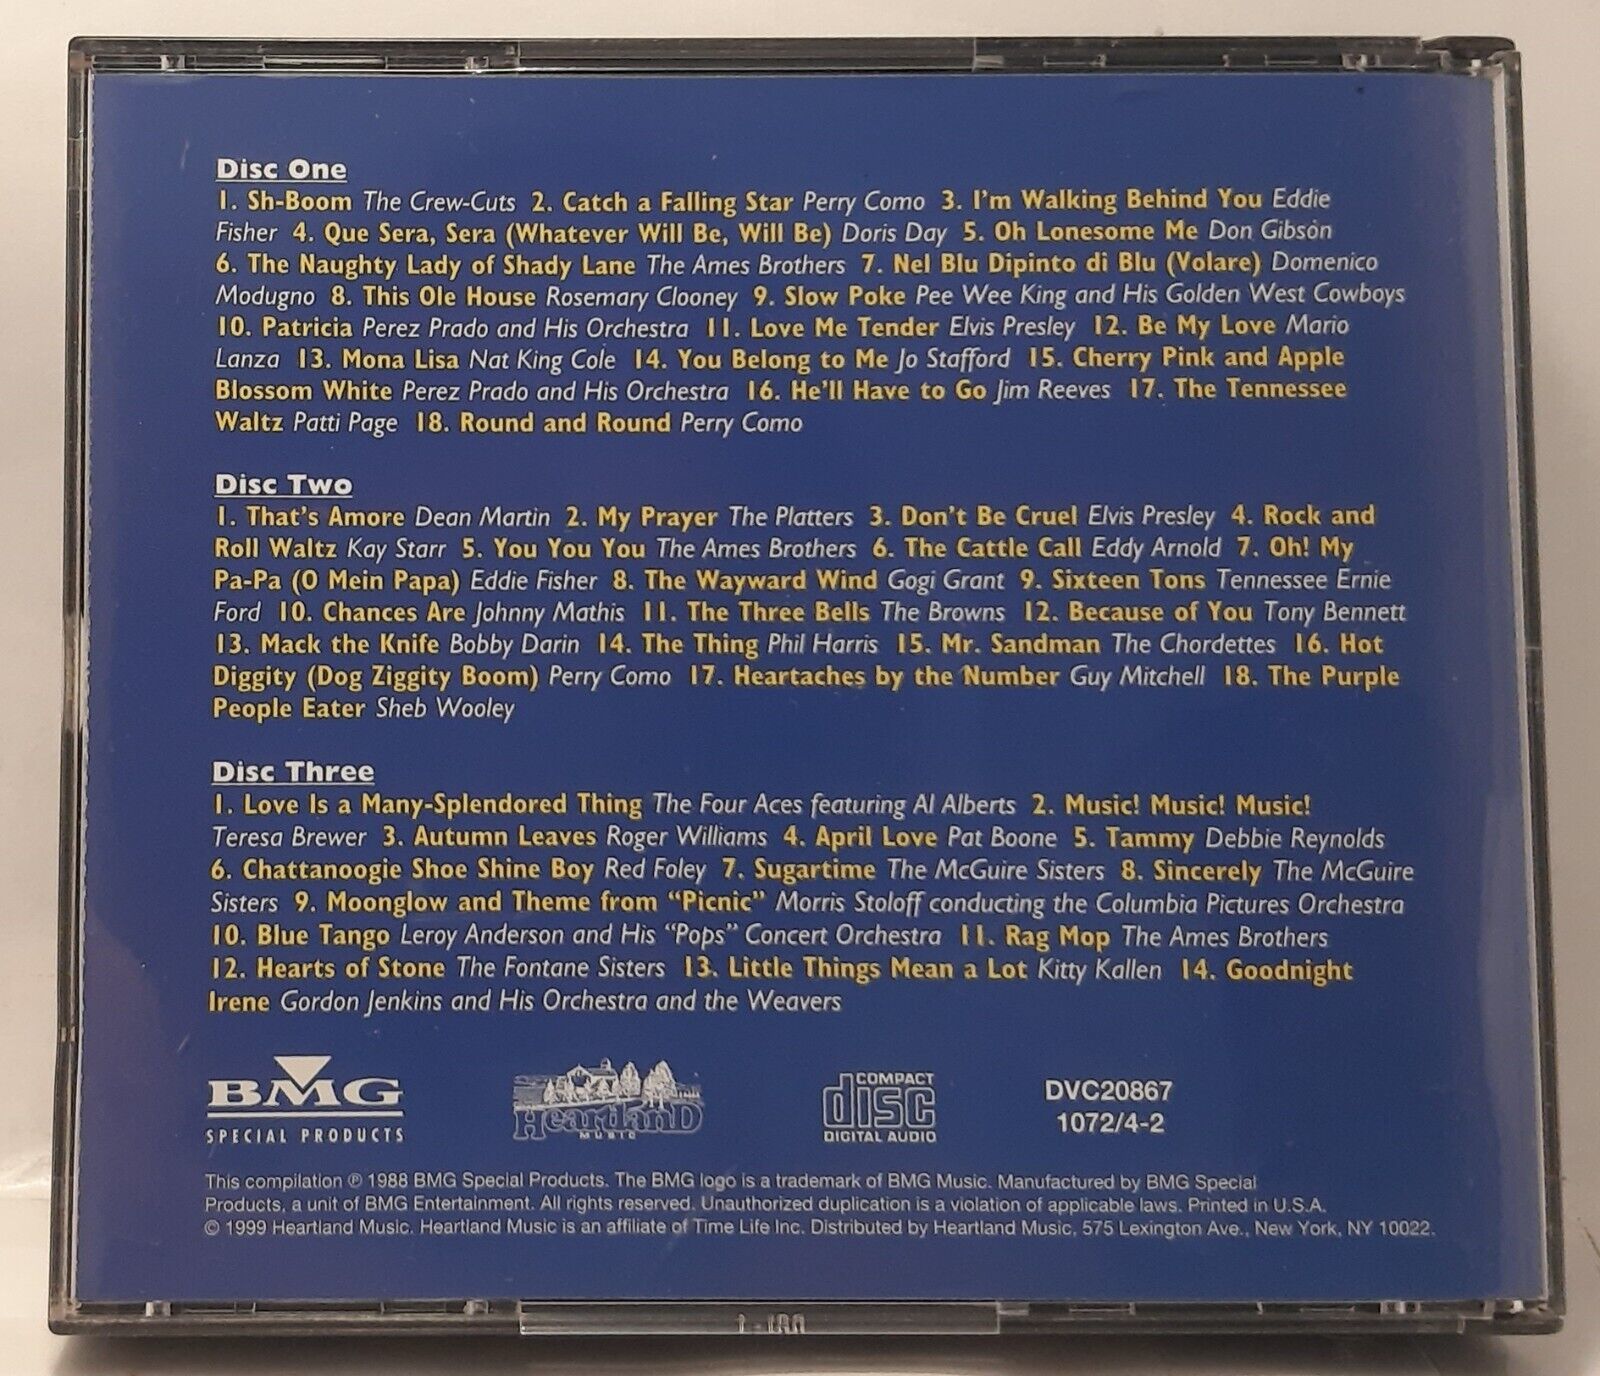 Disc One
1. Sh-Boom The Crew-Cuts 2. Catch a Falling Star Perry Como 3. I'm Walking Behind You Eddie
Fisher 4. Que Sera, Sera (Whatever Will Be, Will Be) Doris Day 5. Oh Lonesome Me Don Gibson
6. The Naughty Lady of Shady Lane The Ames Brothers 7. Nel Blu Dipinto di Blu (Volare) Domenico
Modugno 8. This Ole House Rosemary Clooney 9. Slow Poke Pee Wee King and His Golden West Cowboys
10. Patricia Perez Prado and His Orchestra 11. Love Me Tender Elvis Presley 12. Be My Love Mario
Lanza 13. Mona Lisa Nat King Cole 14. You Belong to Me Jo Stafford 15. Cherry Pink and Apple
Blossom White Perez Prado and His Orchestra 16. He'll Have to Go Jim Reeves 17. The Tennessee
Waltz Patti Page 18. Round and Round Perry Como
Disc Two
1. That's Amore Dean Martin 2. My Prayer The Platters 3. Don't Be Cruel Elvis Presley 4. Rock and
Roll Waltz Kay Starr 5. You You You The Ames Brothers 6. The Cattle Call Eddy Arnold 7. Oh! My
Pa-Pa (O Mein Papa) Eddie Fisher 8. The Wayward Wind Gogi Grant 9. Sixteen Tons Tennessee Ernie
Ford 10. Chances Are Johnny Mathis 11. The Three Bells The Browns 12. Because of You Tony Bennett
13. Mack the Knife Bobby Darin 14. The Thing Phil Harris 15. Mr. Sandman The Chordettes 16. Hot
Diggity (Dog Ziggity Boom) Perry Como 17. Heartaches by the Number Guy Mitchell 18. The Purple
People Eater Sheb Wooley
Disc Three
1. Love Is a Many-Splendored Thing The Four Aces featuring Al Alberts 2. Music! Music! Music!
Teresa Brewer 3. Autumn Leaves Roger Williams 4. April Love Pat Boone 5. Tammy Debbie Reynolds
6. Chattanoogie Shoe Shine Boy Red Foley 7. Sugartime The McGuire Sisters 8. Sincerely The McGuire
Sisters 9. Moonglow and Theme from "Picnic" Morris Stoloff conducting the Columbia Pictures Orchestra
10. Blue Tango Leroy Anderson and His "Pops" Concert Orchestra 11. Rag Mop The Ames Brothers
12. Hearts of Stone The Fontane Sisters 13. Little Things Mean a Lot Kitty Kallen 14. Goodnight
Irene Gordon Jenkins and His Orchestra and the Weavers
BMG
SPECIAL PRODUCTS
Heartland
MUSIC
COMPACT
disc
DIGITAL AUDIO
DVC20867
1072/4-2
This compilation ℗ 1988 BMG Special Products. The BMG logo is a trademark of BMG Music. Manufactured by BMG Special
Products, a unit of BMG Entertainment. All rights reserved. Unauthorized duplication is a violation of applicable laws. Printed in U.S.A.
© 1999 Heartland Music. Heartland Music is an affiliate of Time Life Inc. Distributed by Heartland Music, 575 Lexington Ave., New York, NY 10022.